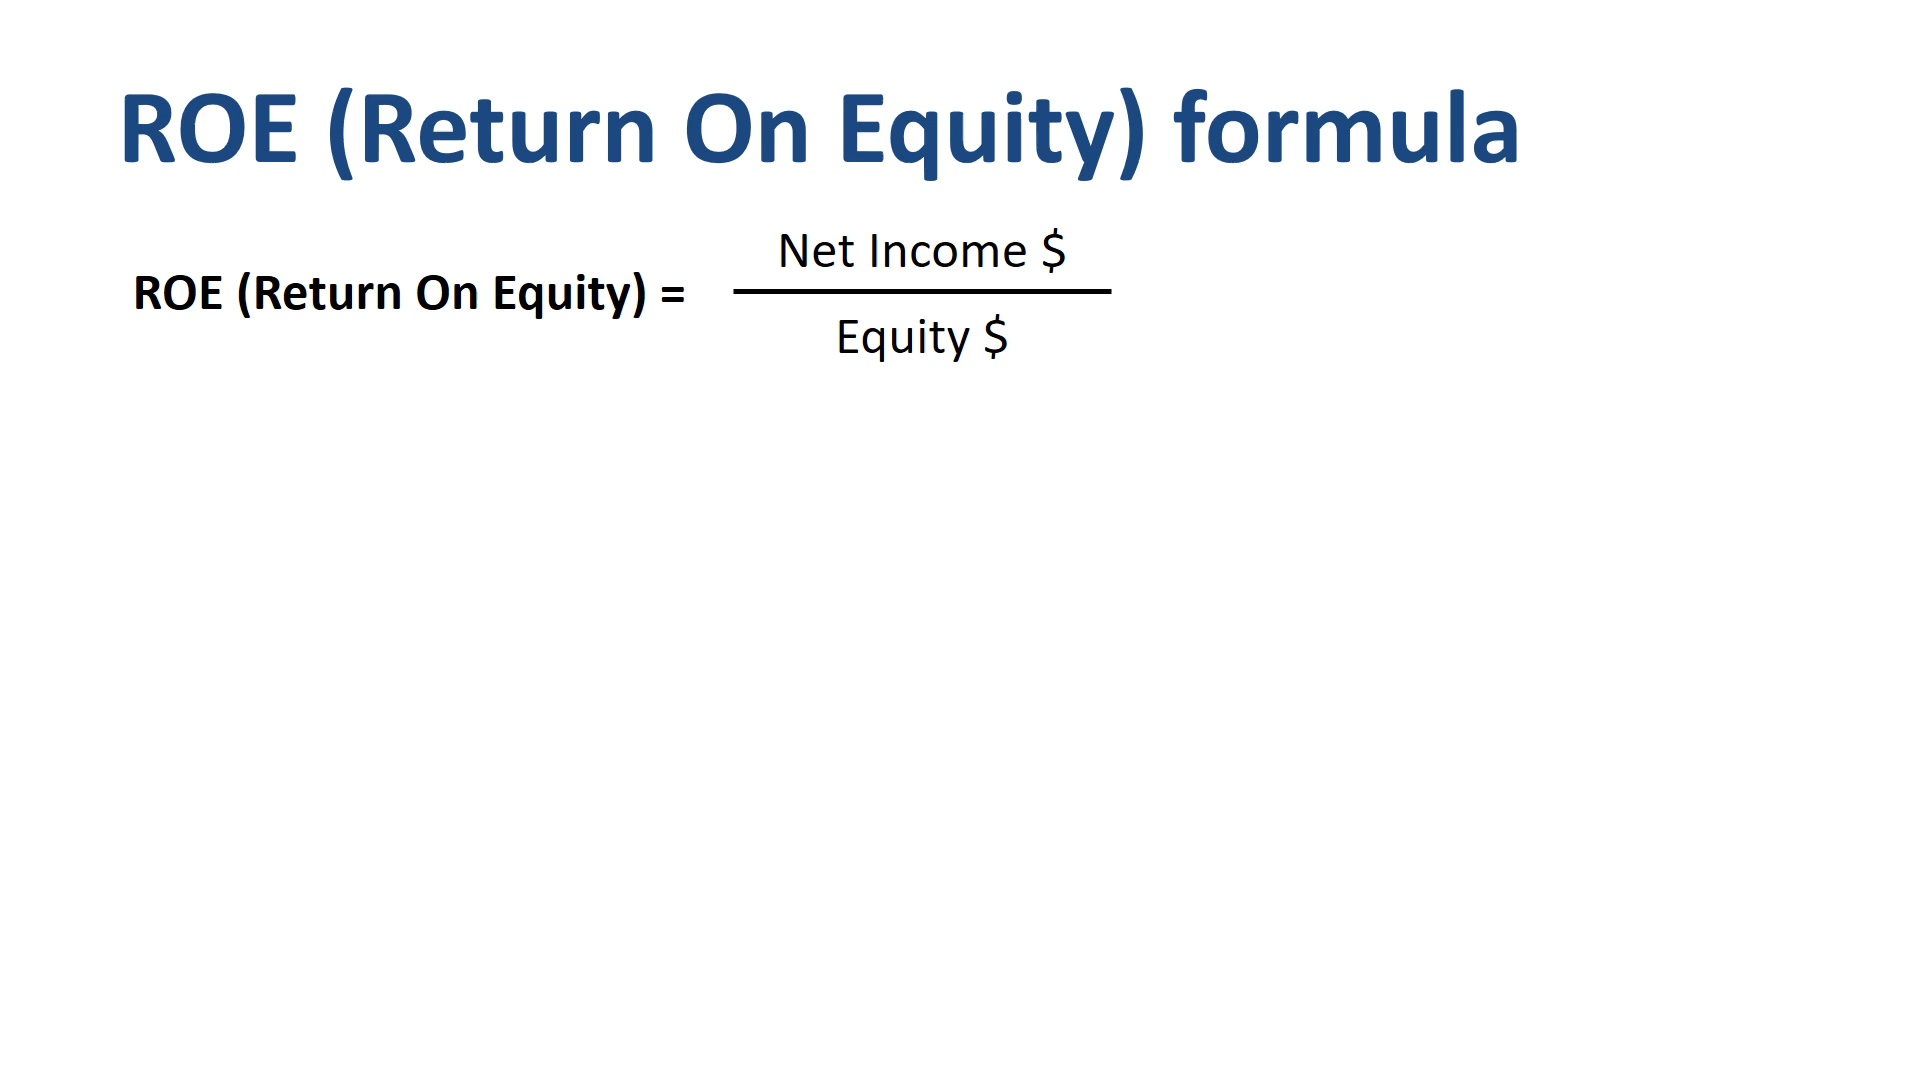 ROE (Return On Equity) formula
Net Income $
ROE (Return On Equity) =
Equity $